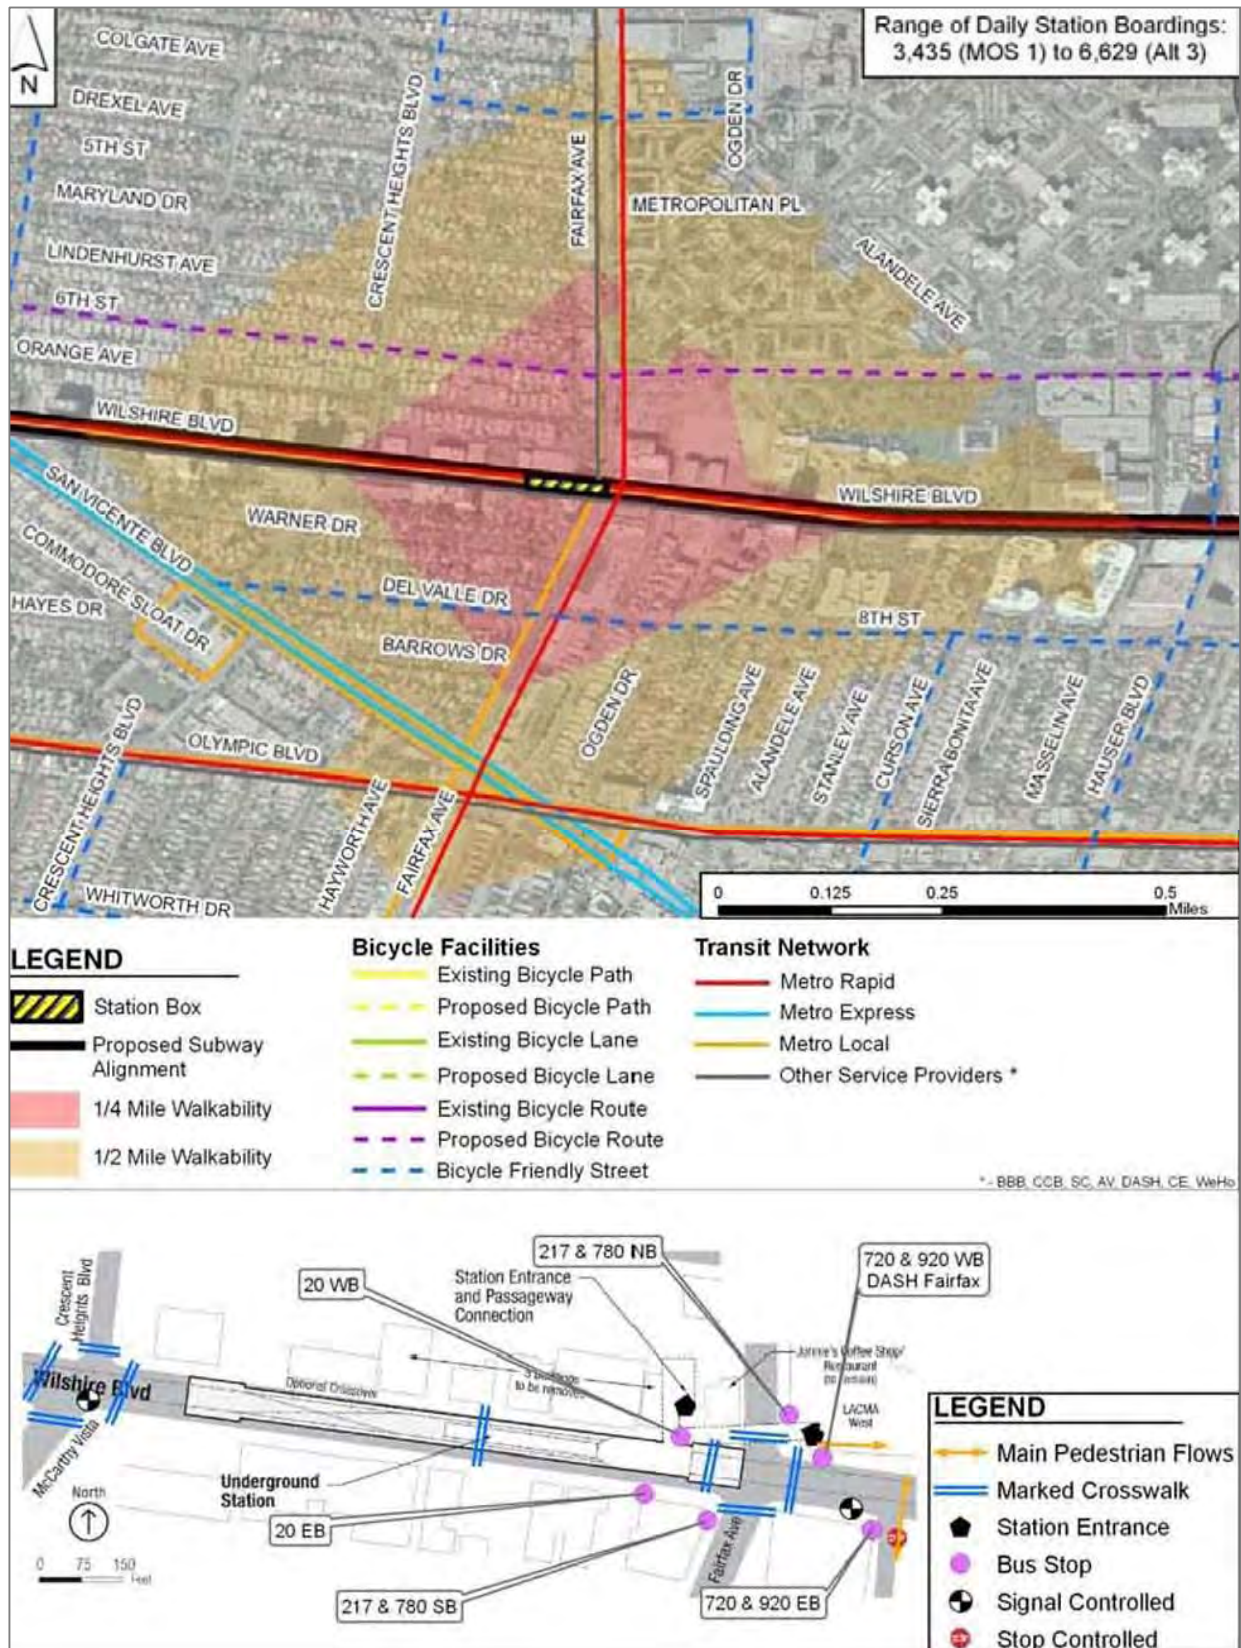 Range of Daily Station Boardings:
3,435 (MOS 1) to 6,629 (Alt 3)
N
COLGATE AVE
DREXEL AVE
5TH ST
MARYLAND DR
LINDENHURST AVE
6TH ST
ORANGE AVE
CRESCENT HEIGHTS BLVD
FAIRFAX AVE
OGDEN DR
METROPOLITAN PL
ALANDELE AVE
WILSHIRE BLVD
WILSHIRE BLVD
SAN VICENTE BLVD
WARNER DR
COMMODORE SLOAT DR
HAYES DR
DEL VALLE DR
8TH ST
BARROWS DR
OGDEN DR
SPAULDING AVE
ALANDELE AVE
STANLEY AVE
CURSON AVE
SIERRA BONITA AVE
MASSELIN AVE
HAUSER BLVD
CRESCENT HEIGHTS BLVD
OLYMPIC BLVD
HAYWORTH AVE
FAIRFAX AVE
WHITWORTH DR
0 0.125 0.25 0.5
Miles
LEGEND
Station Box
Proposed Subway
Alignment
1/4 Mile Walkability
1/2 Mile Walkability
Bicycle Facilities
Existing Bicycle Path
Proposed Bicycle Path
Existing Bicycle Lane
Proposed Bicycle Lane
Existing Bicycle Route
Proposed Bicycle Route
Bicycle Friendly Street
Transit Network
Metro Rapid
Metro Express
Metro Local
Other Service Providers *
* - BBB, CCB, SC, AV, DASH, CE, WeHo
217 & 780 NB
720 & 920 WB
DASH Fairfax
20 WB
Station Entrance
and Passageway
Connection
Crescent
Heights Blvd
Johnie's Coffee Shop/
Restaurant
(to remain)
to be removed
Optional Crossover
Wilshire Blvd
LACMA
West
McCarthy Vista
Underground
Station
North
20 EB
Fairfax Ave
0 75 150
Feet
217 & 780 SB
720 & 920 EB
LEGEND
Main Pedestrian Flows
Marked Crosswalk
Station Entrance
Bus Stop
Signal Controlled
Stop Controlled